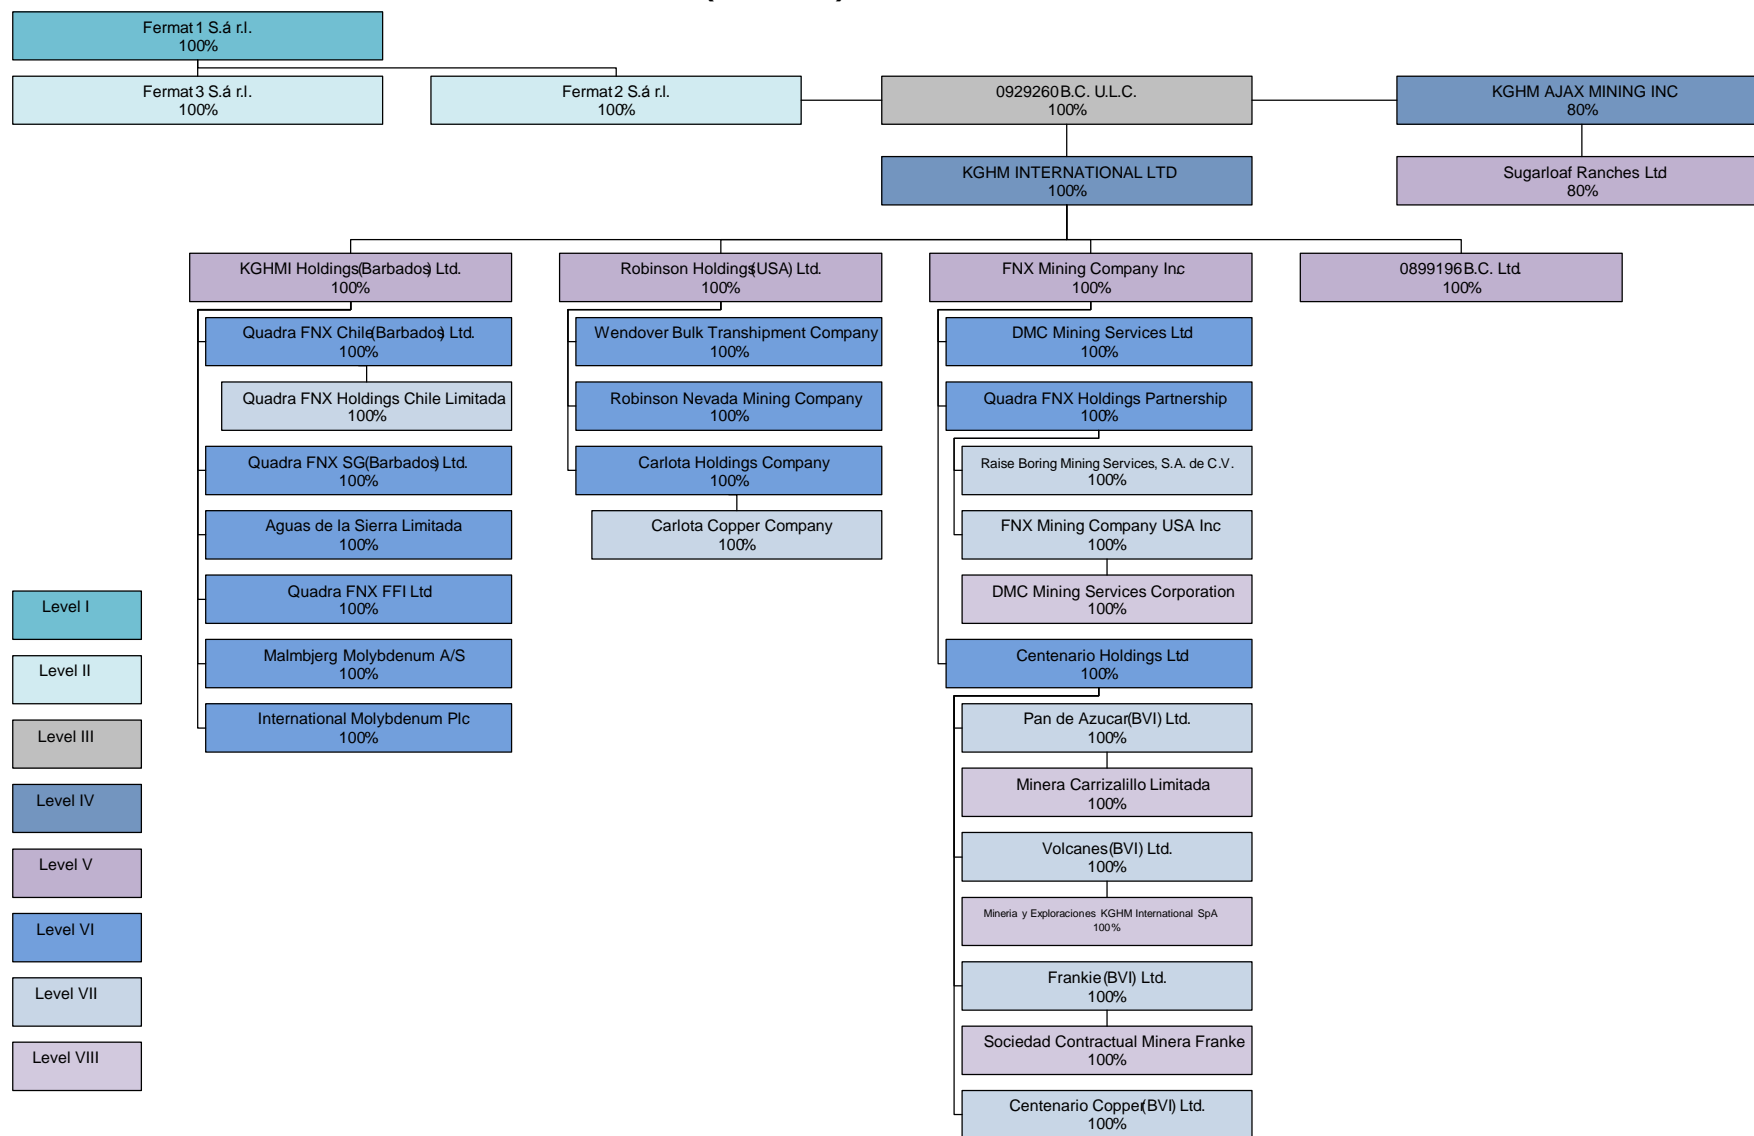 Fermat 1 S.á r.l.
100%
Fermat 3 S.á r.l.
100%
Fermat 2 S.á r.l.
100%
0929260 B.C. U.L.C.
100%
KGHM AJAX MINING INC
80%
KGHM INTERNATIONAL LTD
100%
Sugarloaf Ranches Ltd
80%
KGHMI Holdings (Barbados) Ltd.
100%
Robinson Holdings (USA) Ltd.
100%
FNX Mining Company Inc
100%
0899196 B.C. Ltd.
100%
Quadra FNX Chile (Barbados) Ltd.
100%
Quadra FNX Holdings Chile Limitada
100%
Quadra FNX SG (Barbados) Ltd.
100%
Aguas de la Sierra Limitada
100%
Quadra FNX FFI Ltd
100%
Malmbjerg Molybdenum A/S
100%
International Molybdenum Plc
100%
Wendover Bulk Transhipment Company
100%
Robinson Nevada Mining Company
100%
Carlota Holdings Company
100%
Carlota Copper Company
100%
DMC Mining Services Ltd
100%
Quadra FNX Holdings Partnership
100%
Raise Boring Mining Services, S.A. de C.V.
100%
FNX Mining Company USA Inc
100%
DMC Mining Services Corporation
100%
Centenario Holdings Ltd
100%
Pan de Azucar (BVI) Ltd.
100%
Minera Carrizalillo Limitada
100%
Volcanes (BVI) Ltd.
100%
Mineria y Exploraciones KGHM International SpA
100%
Frankie (BVI) Ltd.
100%
Sociedad Contractual Minera Franke
100%
Centenario Copper (BVI) Ltd.
100%
Level I
Level II
Level III
Level IV
Level V
Level VI
Level VII
Level VIII